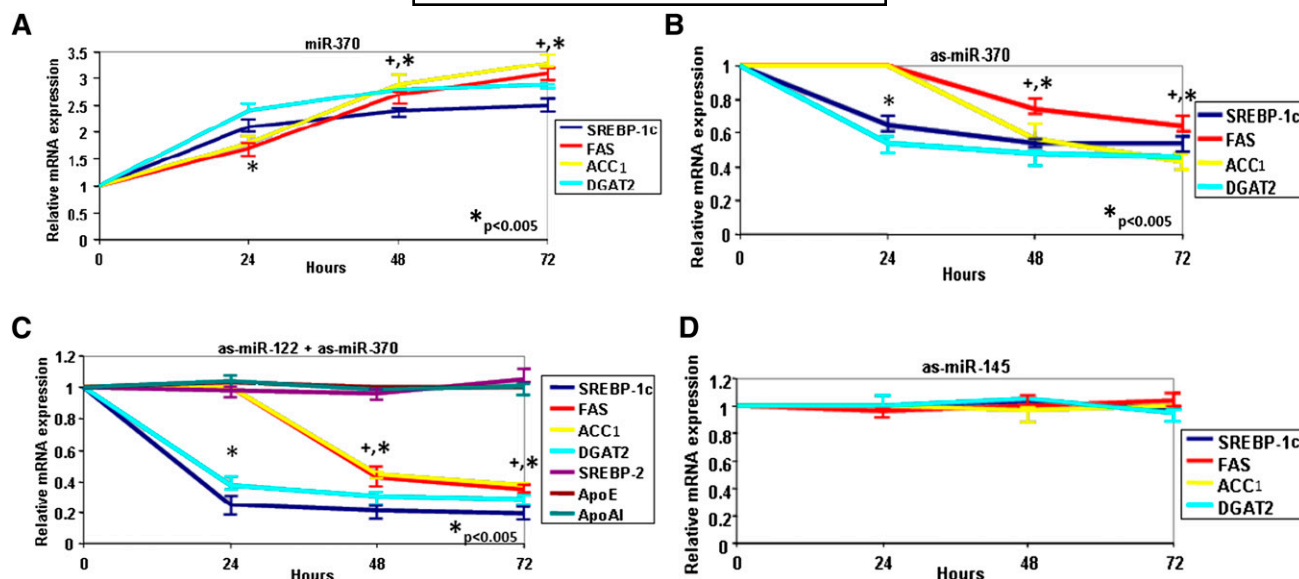 A
miR-370
Relative mRNA expression
3.5
3
2.5
2
1.5
1
0.5
0
+,*
+,*
*
* p<0.005
0 24 48 72
Hours
SREBP-1c
FAS
ACC1
DGAT2
B
as-miR-370
Relative mRNA expression
1
0.8
0.6
0.4
0.2
0
*
+,*
+,*
* p<0.005
0 24 48 72
Hours
SREBP-1c
FAS
ACC1
DGAT2
C
as-miR-122 + as-miR-370
Relative mRNA expression
1.2
1
0.8
0.6
0.4
0.2
0
*
+,*
+,*
* p<0.005
0 24 48 72
Hours
SREBP-1c
FAS
ACC1
DGAT2
SREBP-2
ApoE
ApoAI
D
as-miR-145
Relative mRNA expression
1.2
1
0.8
0.6
0.4
0.2
0
0 24 48 72
Hours
SREBP-1c
FAS
ACC1
DGAT2